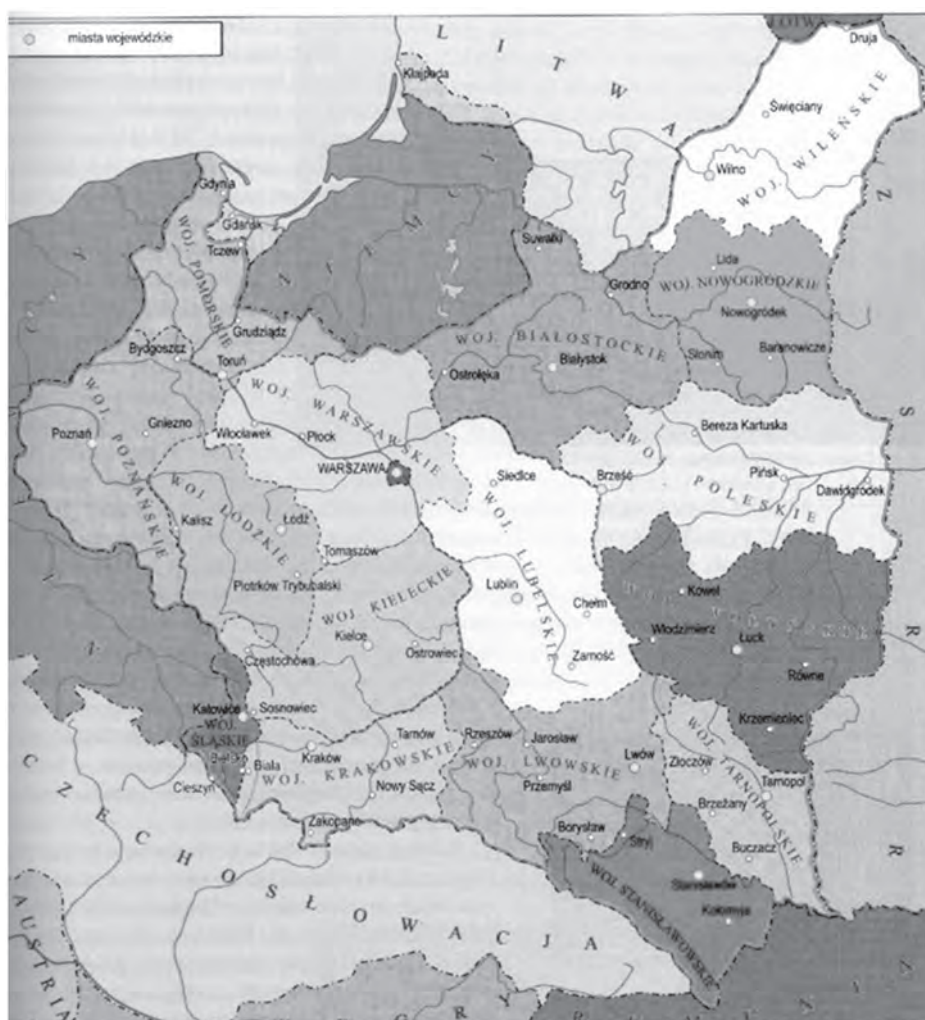 miasta wojewódzkie
ŁOTWA
Druja
LITWA
Kłajpeda
Święciany
Wilno
WOJ. WILEŃSKIE
Gdynia
Gdańsk
Tczew
WOJ. POMORSKIE
NIEMCY
Suwałki
Grodno
Lida
WOJ. NOWOGRÓDZKIE
Nowogródek
Grudziądz
Bydgoszcz
Toruń
WOJ. BIAŁOSTOCKIE
Białystok
Słonim
Baranowicze
Ostrołęka
WOJ. WARSZARSKIE
Włocławek
Płock
Gniezno
Poznań
WOJ. POZNAŃSKIE
WARSZAWA
Siedlce
Brześć
Bereza Kartuska
WOJ. POLESKIE
Pińsk
Dawidgródek
WOJ. ŁÓDZKIE
Kalisz
Łódź
Tomaszów
Piotrków Trybubalski
WOJ. LUBELSKIE
Lublin
Chełm
Zamość
Kowel
Włodzimierz
Łuck
Równe
Krzemieniec
WOJ. KIELECKIE
Kielce
Ostrowiec
Częstochowa
Katowice
Sosnowiec
WOJ. ŚLĄSKIE
Biała
Cieszyn
Kraków
WOJ. KRAKOWSKIE
Tarnów
Nowy Sącz
Zakopane
Rzeszów
Jarosław
WOJ. LWOWSKIE
Przemyśl
Lwów
Borysław
Stryj
Złoczów
WOJ. TARNOPOLSKIE
Tarnopol
Brzeżany
Buczacz
Stanisławów
Kołomyja
WOJ. STANISŁAWOWSKIE
ZSRR
CZECHOSŁOWACJA
AUSTRIA